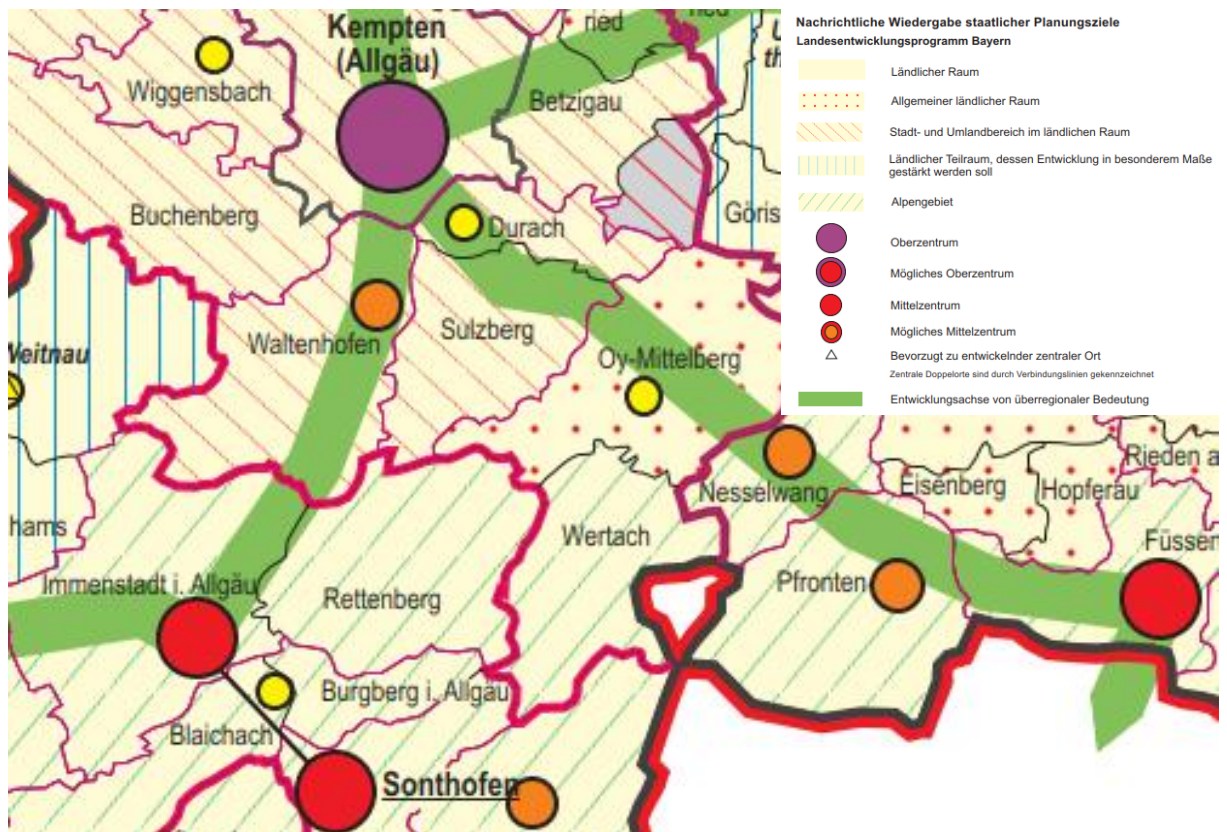 Kempten
(Allgäu)
ried
ried
Wiggensbach
Betzigau
Buchenberg
Durach
Göris
Waltenhofen
Sulzberg
Weitnau
Oy-Mittelberg
Nesselwang
Eisenberg
Hopferau
Rieden a
hams
Wertach
Füssen
Immenstadt i. Allgäu
Rettenberg
Pfronten
Burgberg i. Allgäu
Blaichach
Sonthofen
Nachrichtliche Wiedergabe staatlicher Planungsziele
Landesentwicklungsprogramm Bayern
Ländlicher Raum
Allgemeiner ländlicher Raum
Stadt- und Umlandbereich im ländlichen Raum
Ländlicher Teilraum, dessen Entwicklung in besonderem Maße
gestärkt werden soll
Alpengebiet
Oberzentrum
Mögliches Oberzentrum
Mittelzentrum
Mögliches Mittelzentrum
Bevorzugt zu entwickelnder zentraler Ort
Zentrale Doppelorte sind durch Verbindungslinien gekennzeichnet
Entwicklungsachse von überregionaler Bedeutung